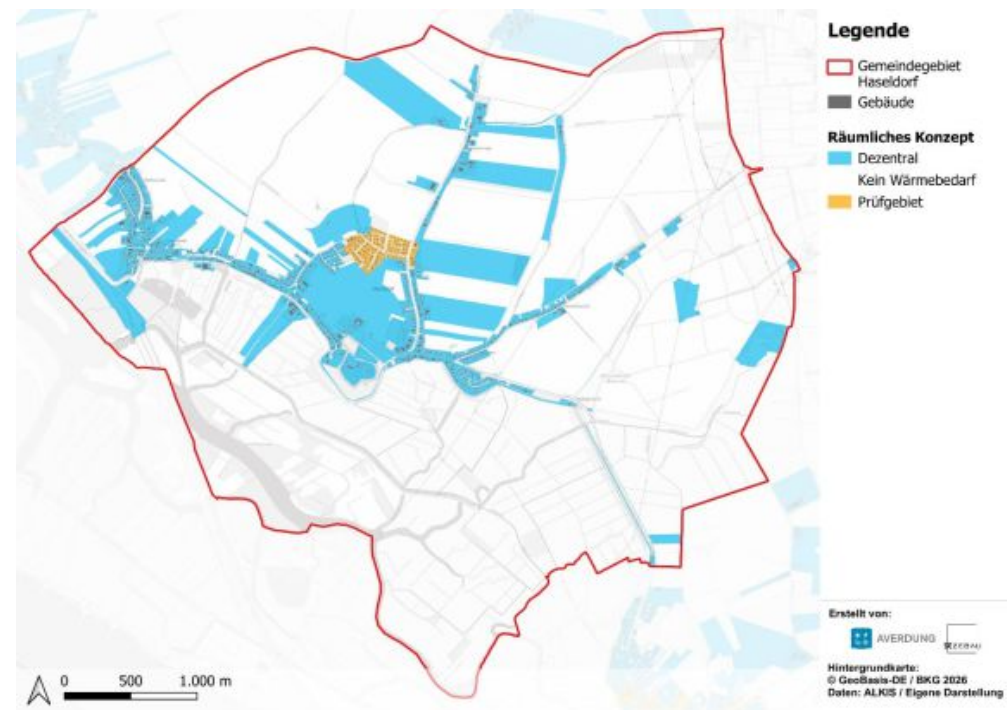 Legende
Gemeindegebiet
Haseldorf
Gebäude
Räumliches Konzept
Dezentral
Kein Wärmebedarf
Prüfgebiet
0 500 1.000 m
Erstellt von:
AVERDUNG
ZEBAU
Hintergrundkarte:
© GeoBasis-DE / BKG 2026
Daten: ALKIS / Eigene Darstellung